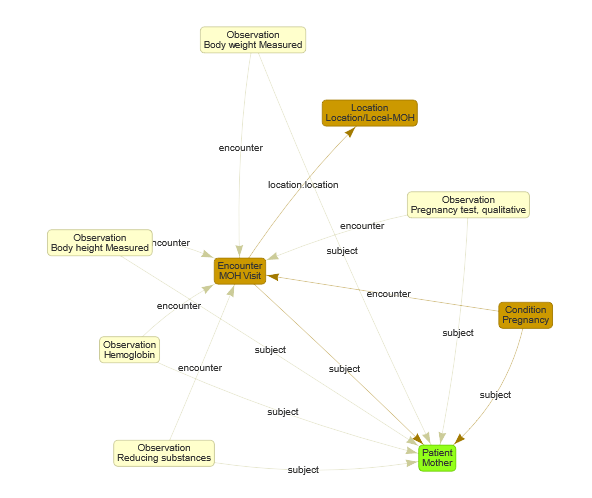 Observation
Body weight Measured
Location
Location/Local-MOH
encounter
location.location
Observation
Pregnancy test, qualitative
encounter
Observation
Body height Measured
encounter
subject
Encounter
MOH Visit
encounter
encounter
Condition
Pregnancy
subject
Observation
Hemoglobin
subject
encounter
subject
subject
subject
Observation
Reducing substances
Patient
Mother
subject